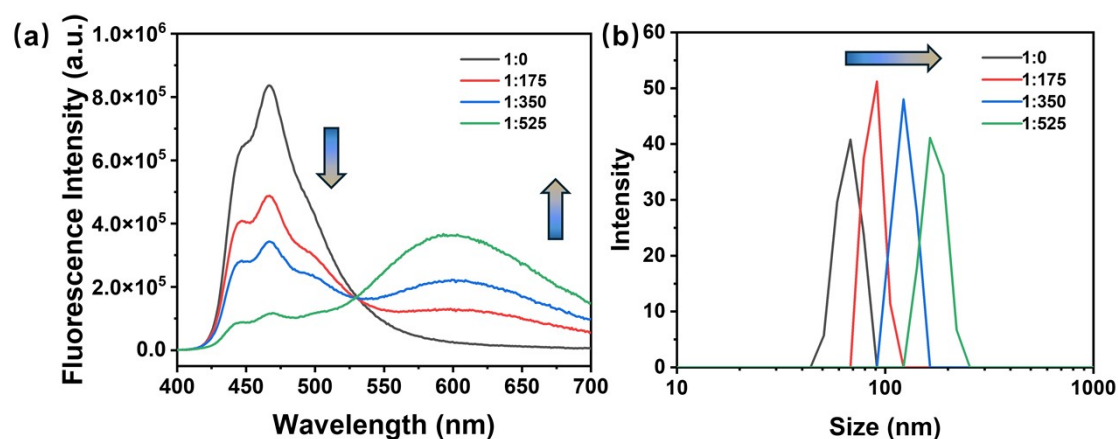 (a)
Fluorescence Intensity (a.u.)
1.0×10⁶
8.0×10⁵
6.0×10⁵
4.0×10⁵
2.0×10⁵
0.0
400 450 500 550 600 650 700
Wavelength (nm)
1:0
1:175
1:350
1:525
(b)
Intensity
60
50
40
30
20
10
0
10 100 1000
Size (nm)
1:0
1:175
1:350
1:525